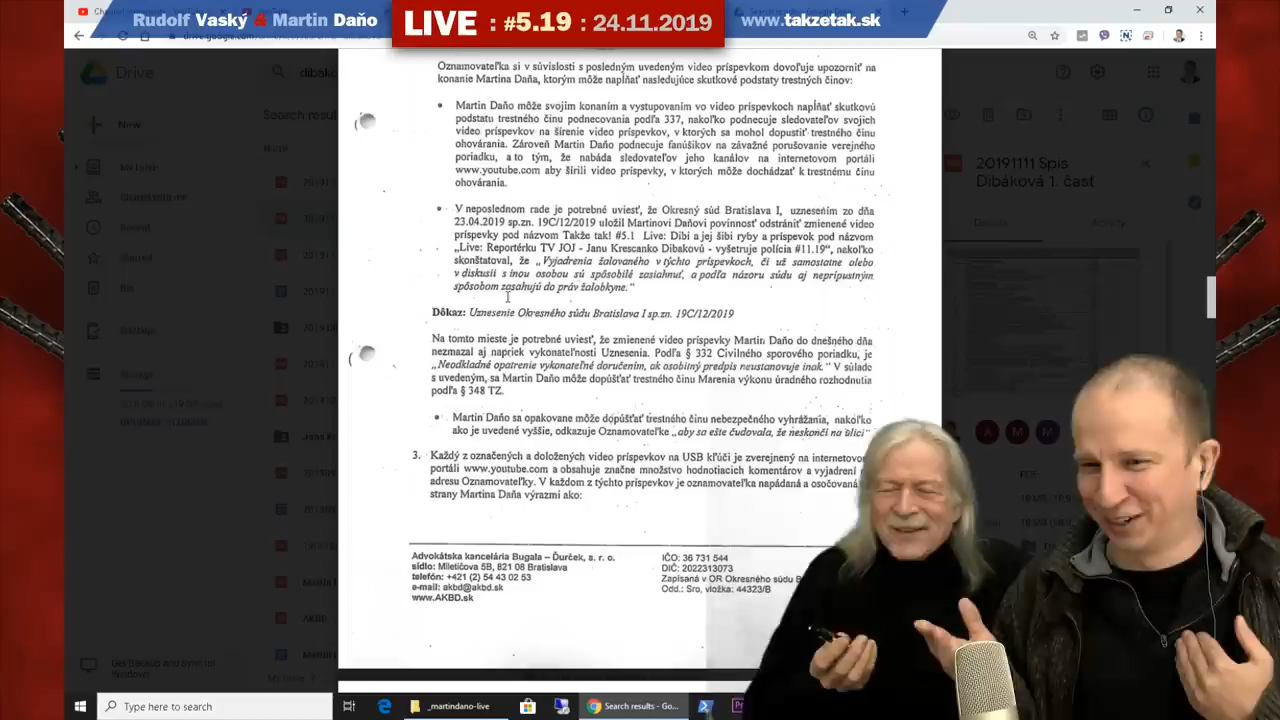 Rudolf Vaský & Martin Daňo
LIVE : #5.19 : 24.11.2019
www.takzetak.sk
drive.google.com
Drive
New
Search results
20191111 Spis
Dibáková 1. časť
Activity
Oznamovateľka si v súvislosti s posledným uvedeným video príspevkom dovoľuje upozorniť na
konanie Martina Daňa, ktorým môže napĺňať nasledujúce skutkové podstaty trestných činov:
• Martin Daňo môže svojim konaním a vystupovaním vo video príspevkoch napĺňať skutkovú
podstatu trestného činu podnecovania podľa 337, nakoľko podnecuje sledovateľov svojich
video príspevkov na šírenie video príspevkov, v ktorých sa mohol dopustiť trestného činu
ohovárania. Zároveň Martin Daňo podnecuje fanúšikov na závažné porušovanie verejného
poriadku, a to tým, že nabáda sledovateľov jeho kanálov na internetovom portáli
www.youtube.com aby šírili video príspevky, v ktorých môže dochádzať k trestnému činu
ohovárania.
• V neposlednom rade je potrebné uviesť, že Okresný súd Bratislava I, uznesením zo dňa
23.04.2019 sp.zn. 19C/12/2019 uložil Martinovi Daňovi povinnosť odstrániť zmienené video
príspevky pod názvom Takže tak! #5.1 Live: Dibi a jej šibi ryby a príspevok pod názvom
„Live: Reportérku TV JOJ - Janu Krescanko Dibakovú - vyšetruje polícia #11.19", nakoľko
skonštatoval, že „Vyjadrenia žalovaného v týchto príspevkoch, či už samostatne alebo
v diskusii s inou osobou sú spôsobilé zasiahnuť, a podľa názoru súdu aj neprípustným
spôsobom zasahujú do práv žalobkyne."
Dôkaz: Uznesenie Okresného súdu Bratislava I sp.zn. 19C/12/2019
Na tomto mieste je potrebné uviesť, že zmienené video príspevky Martin Daňo do dnešného dňa
nezmazal aj napriek vykonateľnosti Uznesenia. Podľa § 332 Civilného sporového poriadku, je
„Neodkladné opatrenie vykonateľné doručením, ak osobitný predpis neustanovuje inak." V súlade
s uvedeným, sa Martin Daňo môže dopúšťať trestného činu Marenia výkonu úradného rozhodnutia
podľa § 348 TZ.
• Martin Daňo sa opakovane môže dopúšťať trestného činu nebezpečného vyhrážania, nakoľko
ako je uvedené vyššie, odkazuje Oznamovateľke „aby sa ešte čudovala, že neskončí na ulici"
3. Každý z označených a doložených video príspevkov na USB kľúči je zverejnený na internetovom
portáli www.youtube.com a obsahuje značne množstvo hodnotiacich komentárov a vyjadrení
adresu Oznamovateľky. V každom z týchto príspevkov je oznamovateľka napádaná a osočovaná
strany Martina Daňa výrazmi ako:
Advokátska kancelária Bugala – Ďurček, s. r. o.
sídlo: Miletičova 5B, 821 08 Bratislava
telefón: +421 (2) 54 43 02 53
e-mail: akbd@akbd.sk
www.AKBD.sk
IČO: 36 731 544
DIČ: 2022313073
Zapísaná v OR Okresného súdu B
Odd.: Sro, vložka: 44323/B
Type here to search
_martindano-live
Search results - Go...